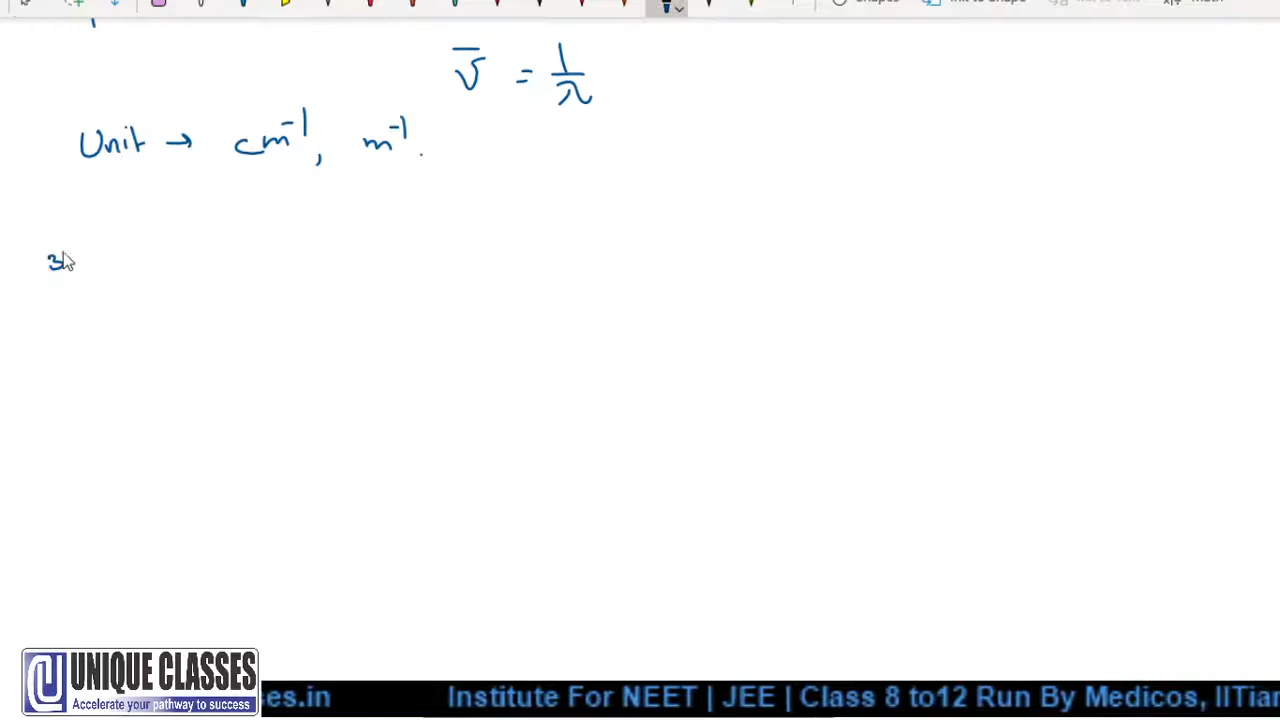 ν̅ = 1/λ
Unit → cm⁻¹, m⁻¹.
3
UNIQUE CLASSES
Accelerate your pathway to success
es.in Institute For NEET | JEE | Class 8 to12 Run By Medicos, IITian